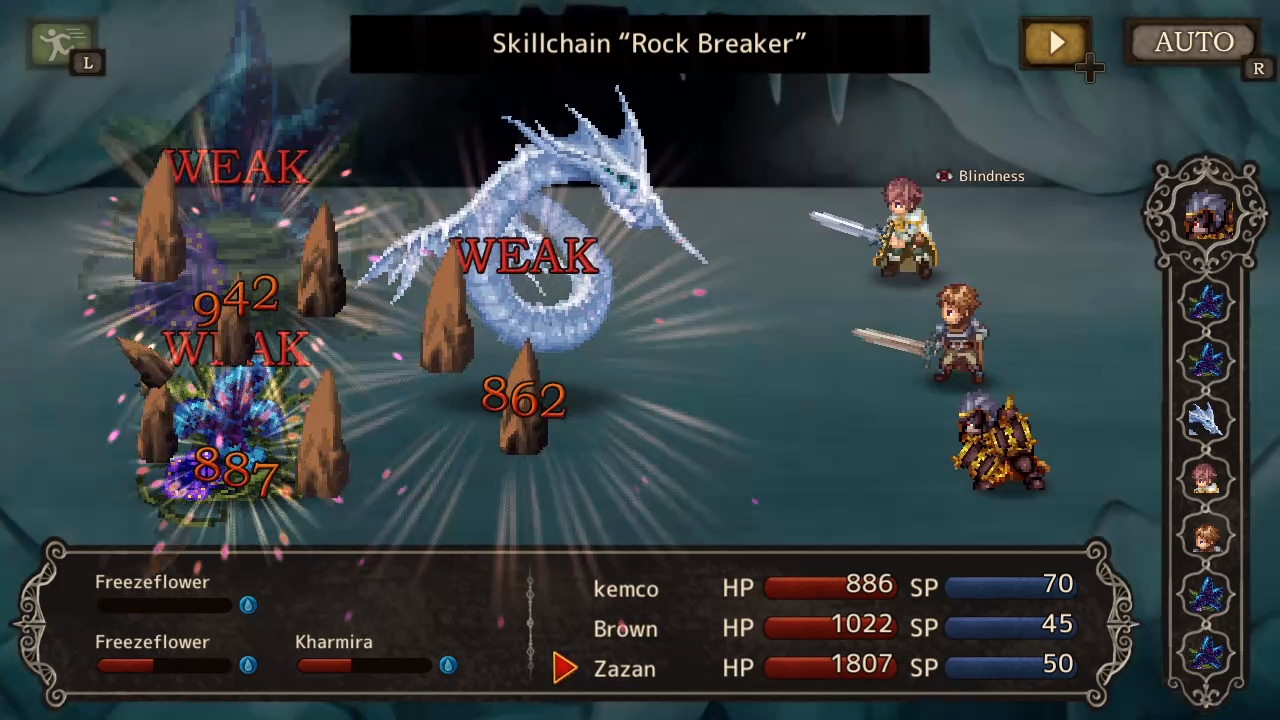 Skillchain “Rock Breaker”
AUTO
L
R
WEAK
Blindness
WEAK
942
WEAK
862
887
Freezeflower
Freezeflower
Kharmira
kemco HP 886 SP 70
Brown HP 1022 SP 45
Zazan HP 1807 SP 50